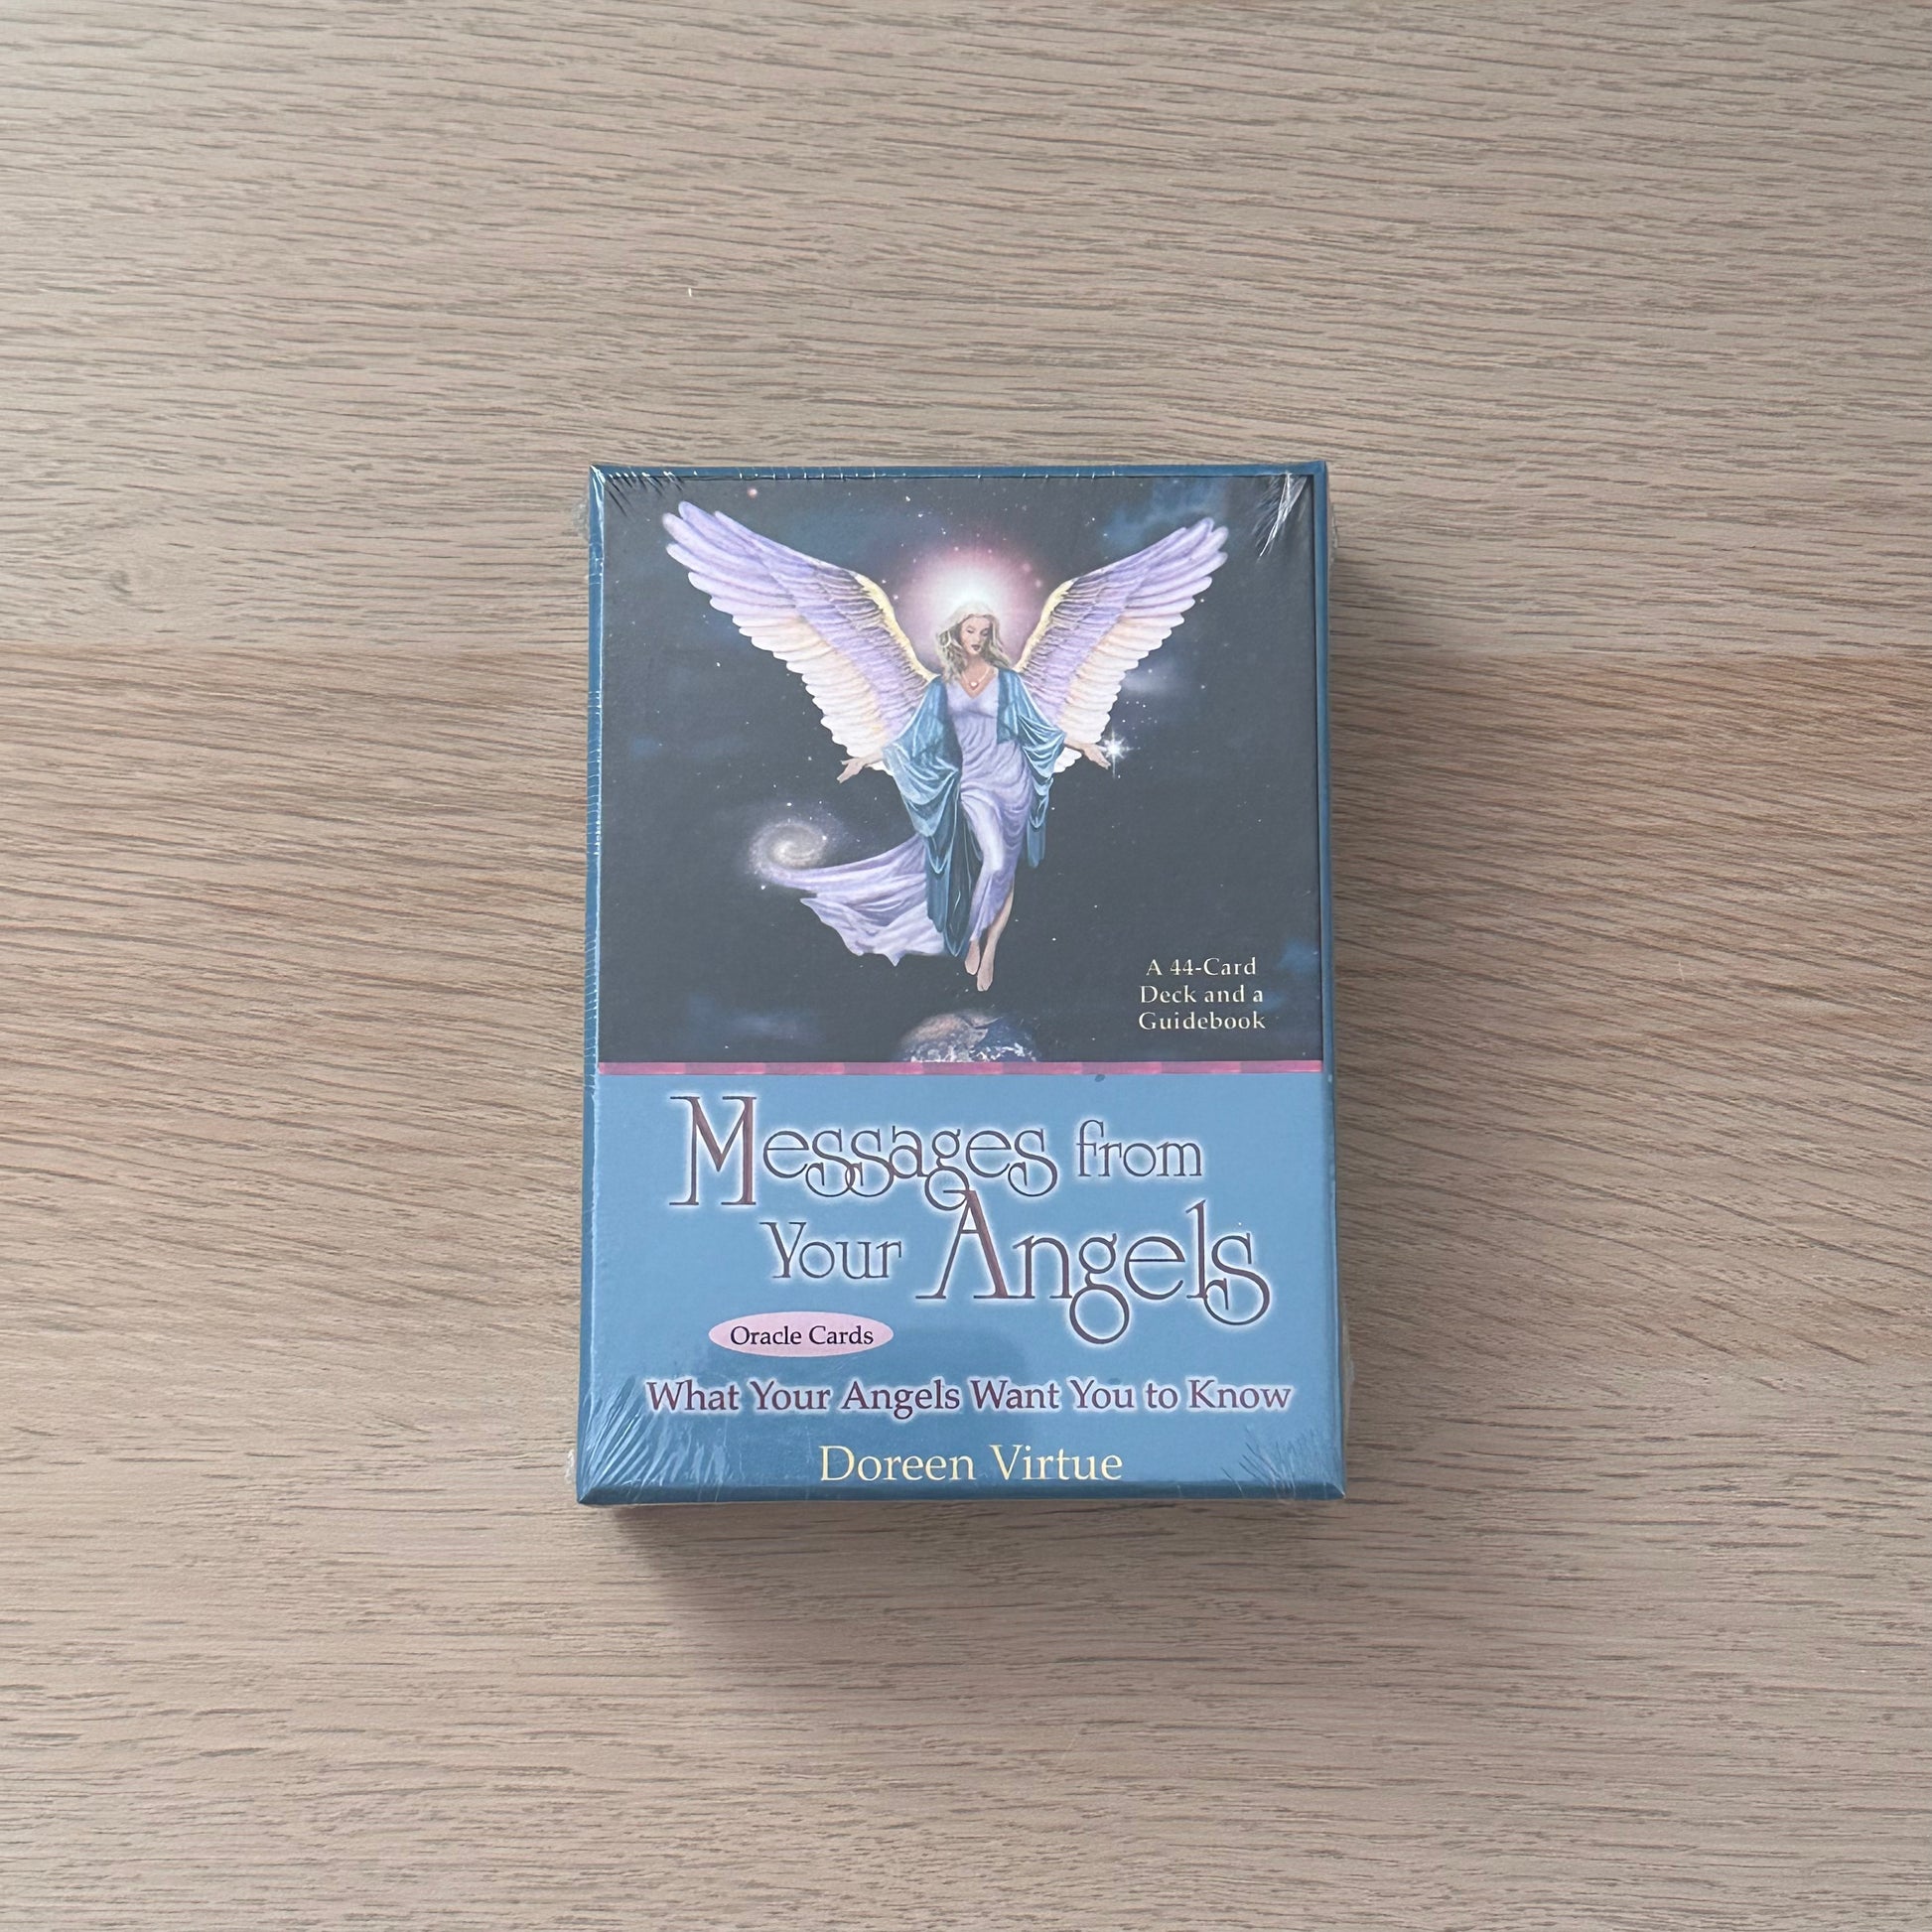 A 44-Card
Deck and a
Guidebook
Messages from
Your Angels
Oracle Cards
What Your Angels Want You to Know
Doreen Virtue